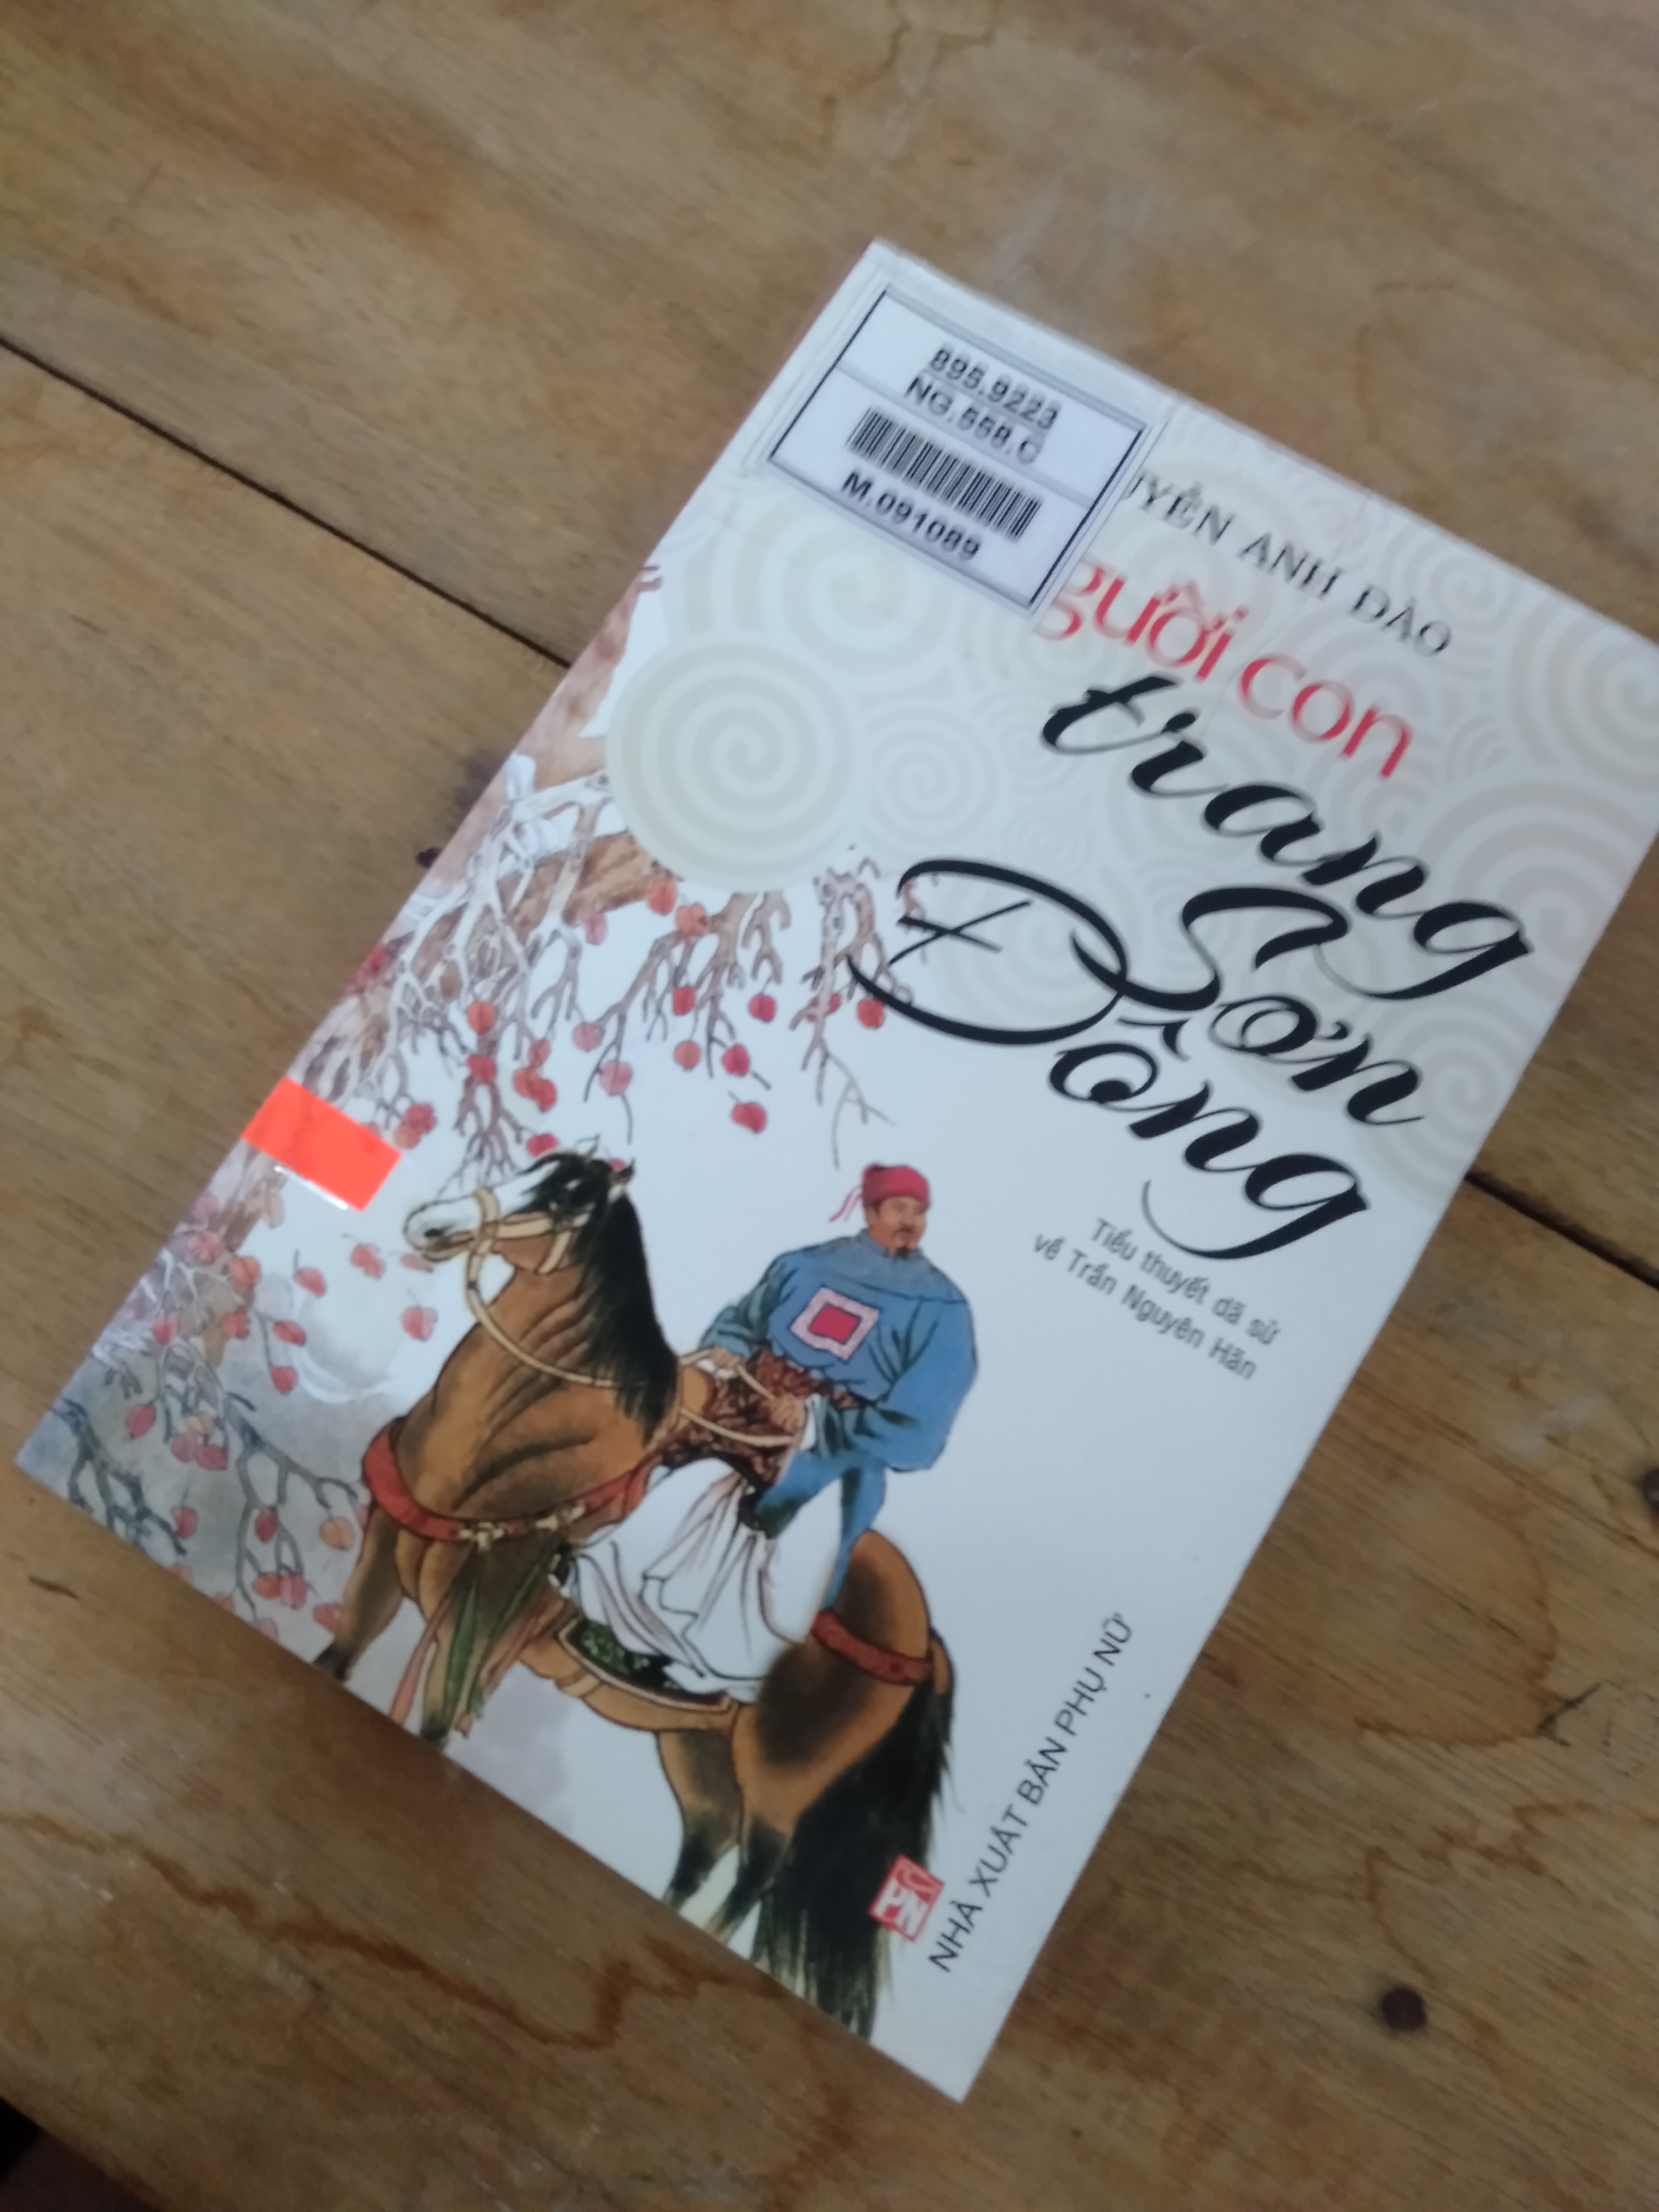 895.9223
NG.558.C
M.091089
UYỄN ANH ĐÀO
gười con
trang
Sơn
Đông
Tiểu thuyết dã sử
về Trần Nguyên Hãn
NHÀ XUẤT BẢN PHỤ NỮ